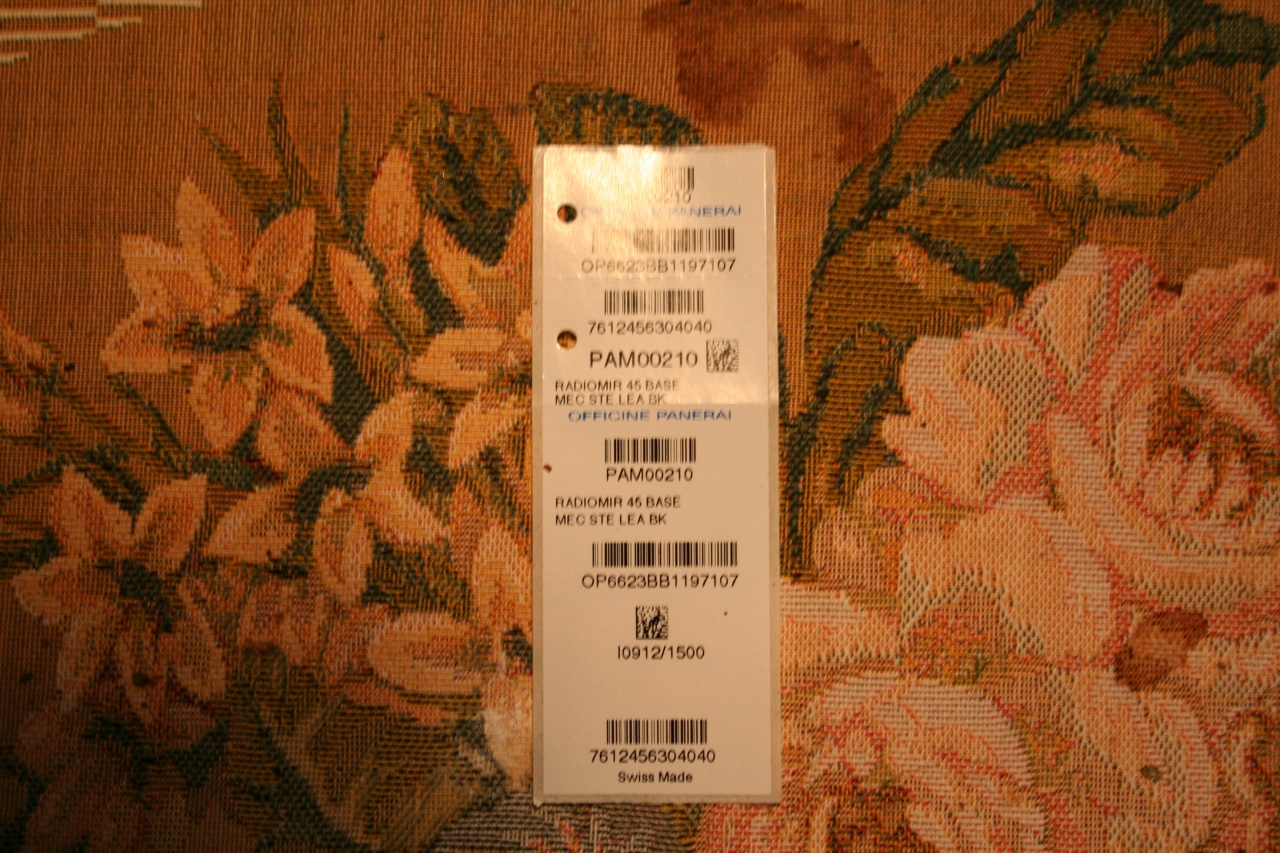 OFFICINE PANERAI
OP6623BB1197107
7612456304040
PAM00210
RADIOMIR 45 BASE
MEC STE LEA BK
OFFICINE PANERAI
PAM00210
RADIOMIR 45 BASE
MEC STE LEA BK
OP6623BB1197107
I0912/1500
7612456304040
Swiss Made